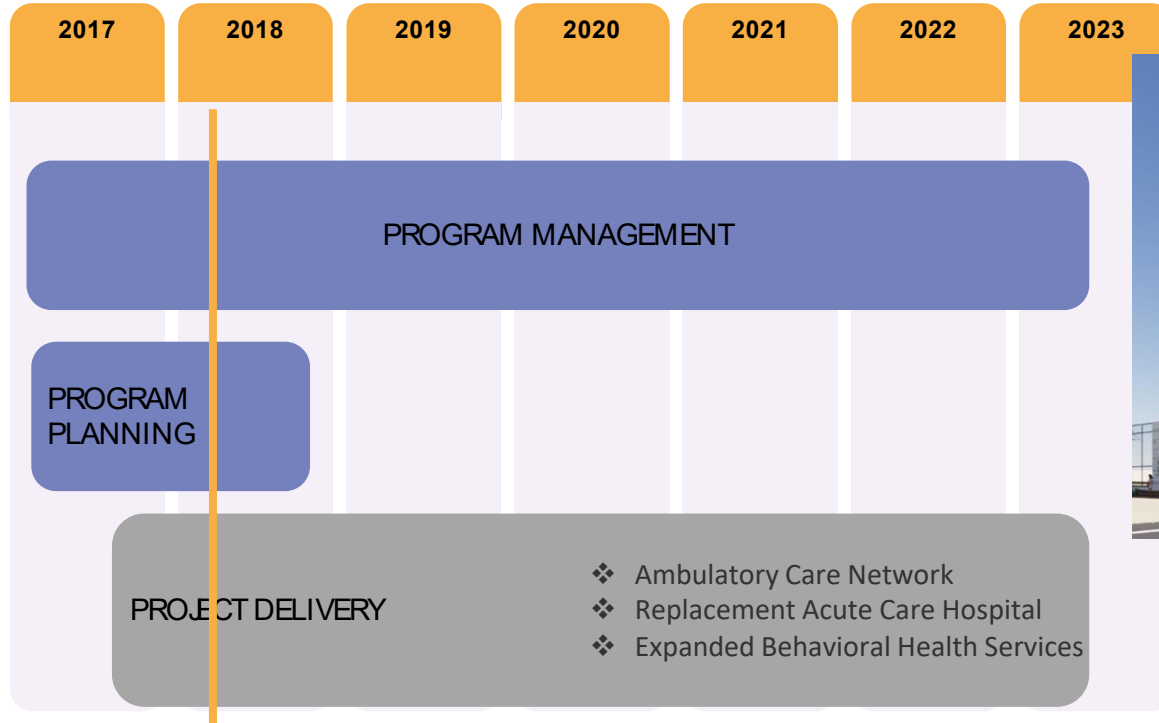 2017 2018 2019 2020 2021 2022 2023
PROGRAM MANAGEMENT
PROGRAM
PLANNING
PROJECT DELIVERY
❖ Ambulatory Care Network
❖ Replacement Acute Care Hospital
❖ Expanded Behavioral Health Services